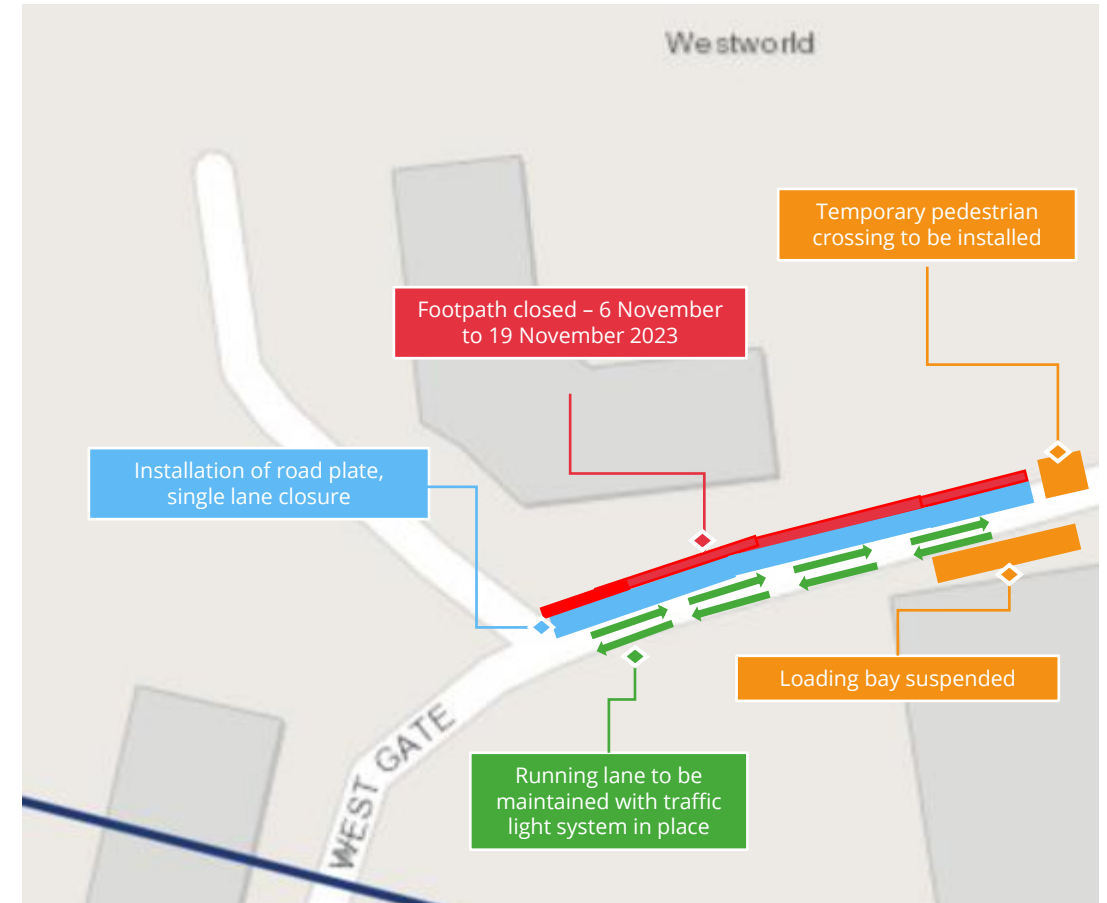 Westworld
Temporary pedestrian
crossing to be installed
Footpath closed – 6 November
to 19 November 2023
Installation of road plate,
single lane closure
Loading bay suspended
Running lane to be
maintained with traffic
light system in place
WEST GATE